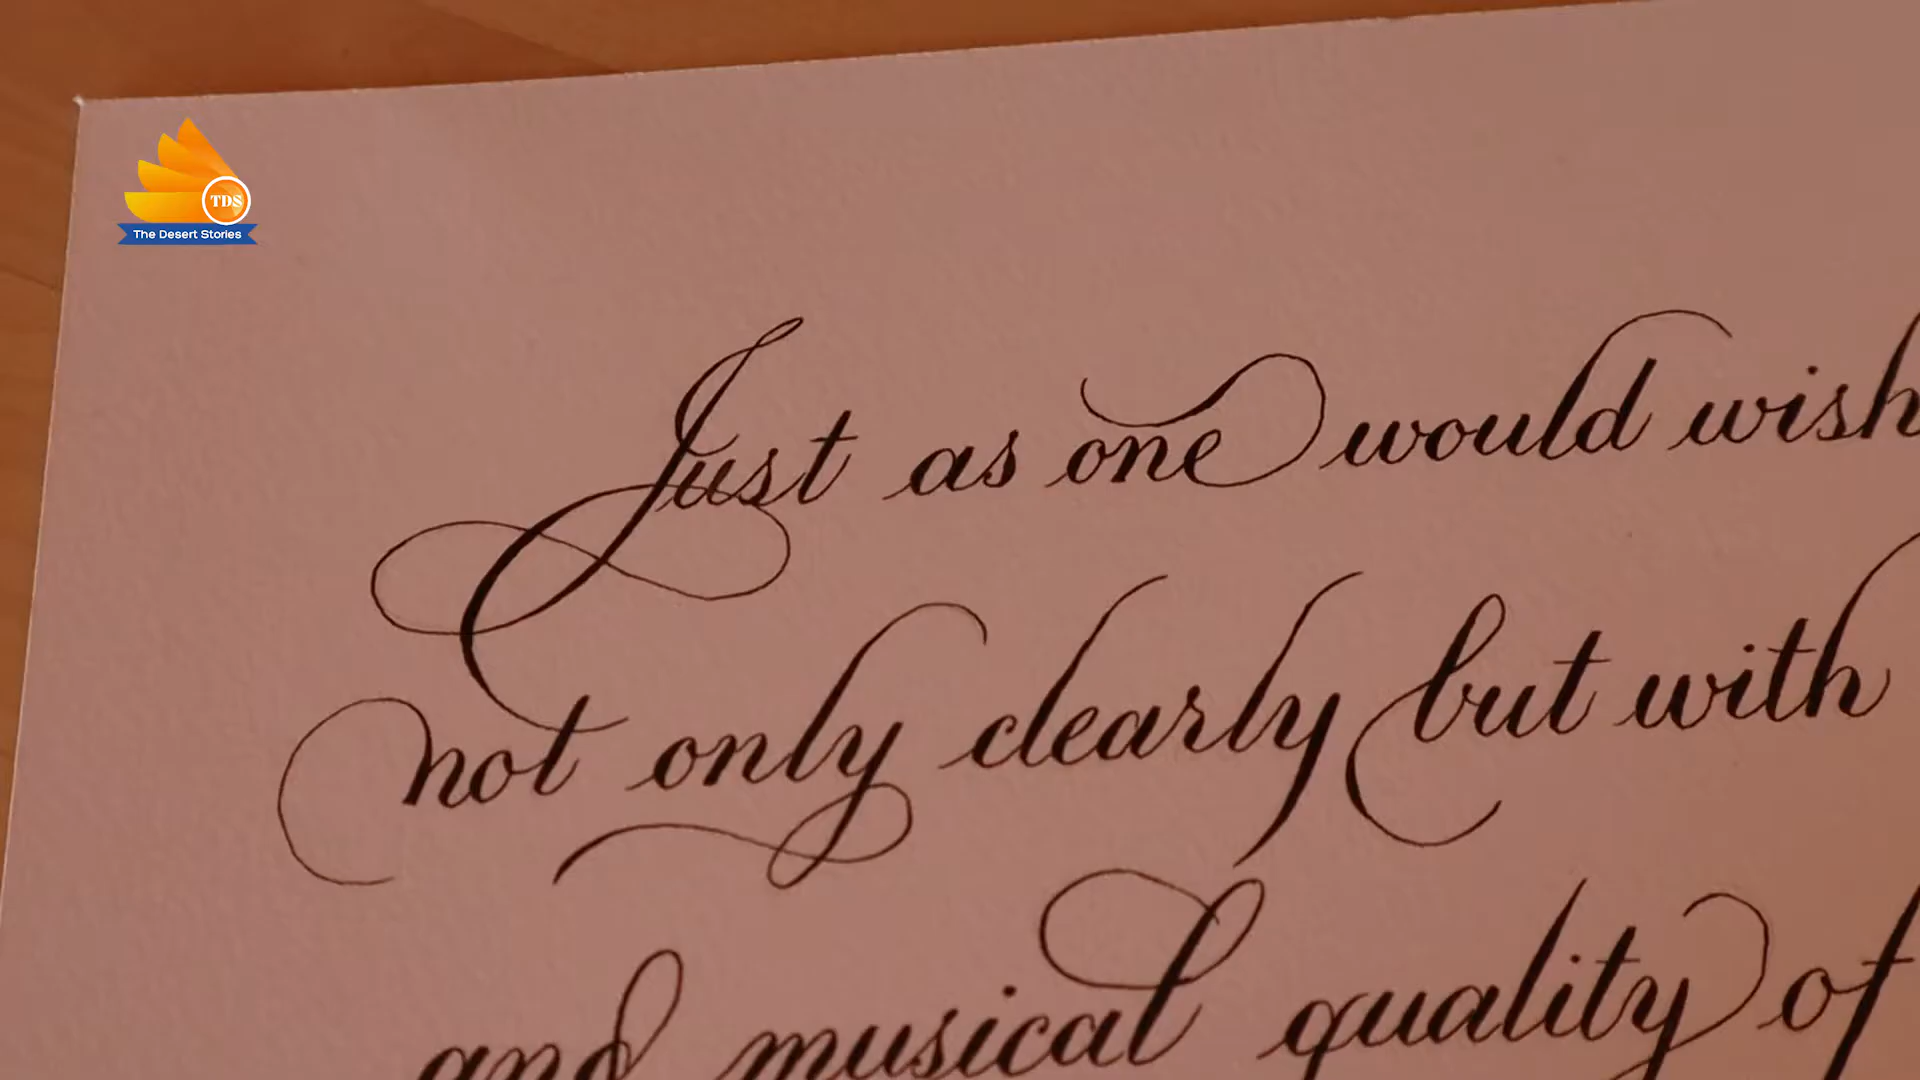 TDS
The Desert Stories
Just as one would wish
not only clearly but with
and musical quality of